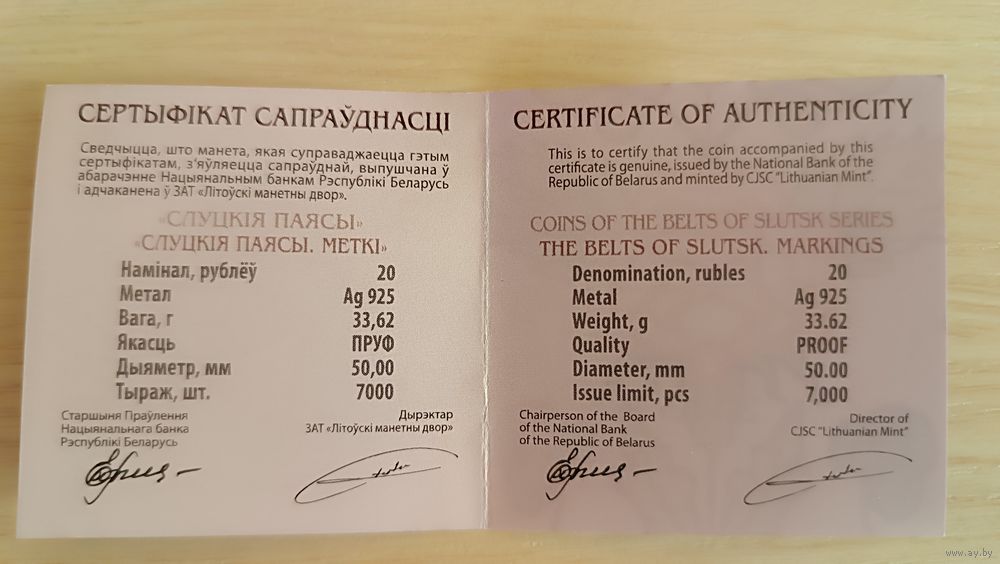 СЕРТЫФІКАТ САПРАЎДНАСЦІ
Сведчыцца, што манета, якая суправаджаецца гэтым
сертыфікатам, з'яўляецца сапраўднай, выпушчана ў
абарачэнне Нацыянальным банкам Рэспублікі Беларусь
і адчаканена ў ЗАТ «Літоўскі манетны двор».
«СЛУЦКІЯ ПАЯСЫ»
«СЛУЦКІЯ ПАЯСЫ. МЕТКІ»
Намінал, рублёў 20
Метал Ag 925
Вага, г 33,62
Якасць ПРУФ
Дыяметр, мм 50,00
Тыраж, шт. 7000
Старшыня Праўлення
Нацыянальнага банка
Рэспублікі Беларусь
Дырэктар
ЗАТ «Літоўскі манетны двор»
CERTIFICATE OF AUTHENTICITY
This is to certify that the coin accompanied by this
certificate is genuine, issued by the National Bank of the
Republic of Belarus and minted by CJSC "Lithuanian Mint".
COINS OF THE BELTS OF SLUTSK SERIES
THE BELTS OF SLUTSK. MARKINGS
Denomination, rubles 20
Metal Ag 925
Weight, g 33.62
Quality PROOF
Diameter, mm 50.00
Issue limit, pcs 7,000
Chairperson of the Board
of the National Bank
of the Republic of Belarus
Director of
CJSC "Lithuanian Mint"
www.ay.by